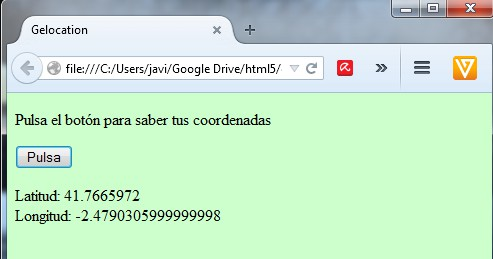 Gelocation
file:///C:/Users/javi/Google Drive/html5/
Pulsa el botón para saber tus coordenadas
Pulsa
Latitud: 41.7665972
Longitud: -2.4790305999999998